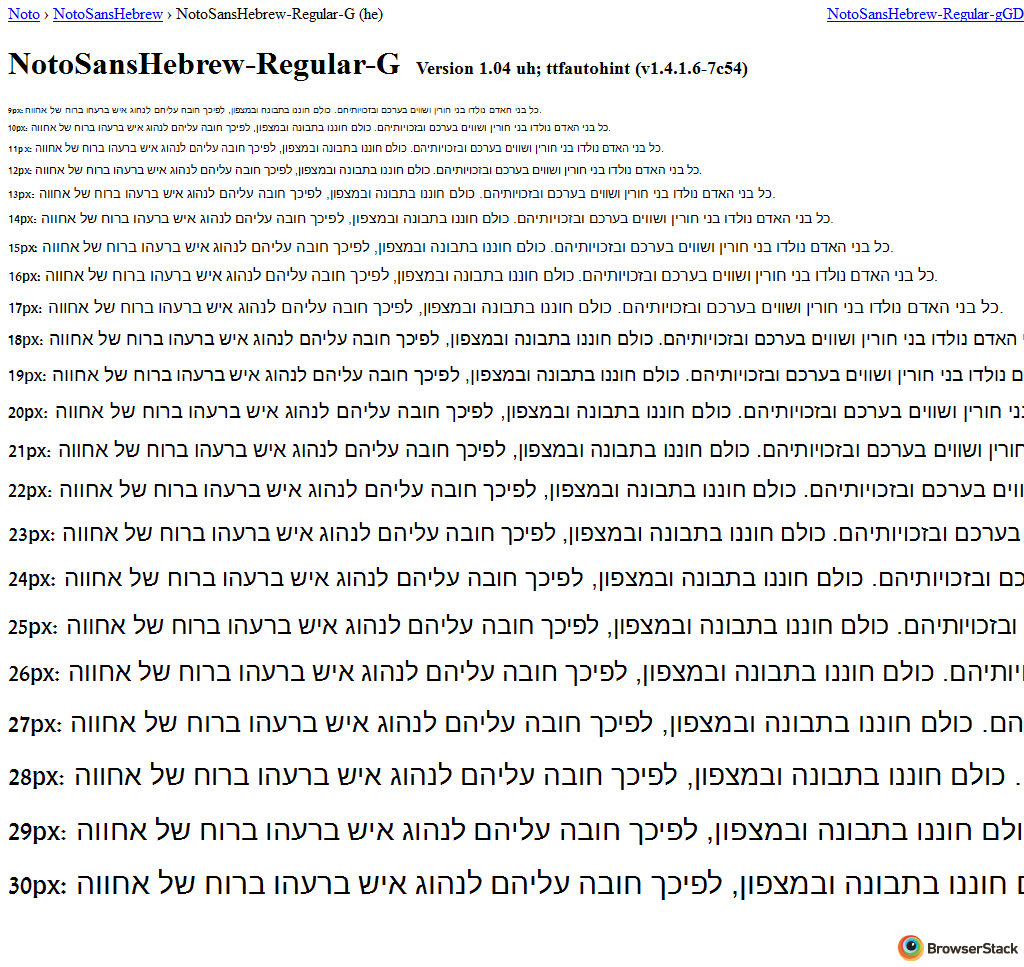 Noto › NotoSansHebrew › NotoSansHebrew-Regular-G (he)
NotoSansHebrew-Regular-gGD
NotoSansHebrew-Regular-G Version 1.04 uh; ttfautohint (v1.4.1.6-7c54)
9px: כל בני האדם נולדו בני חורין ושווים בערכם ובזכויותיהם. כולם חוננו בתבונה ובמצפון, לפיכך חובה עליהם לנהוג איש ברעהו ברוח של אחווה.
10px: כל בני האדם נולדו בני חורין ושווים בערכם ובזכויותיהם. כולם חוננו בתבונה ובמצפון, לפיכך חובה עליהם לנהוג איש ברעהו ברוח של אחווה.
11px: כל בני האדם נולדו בני חורין ושווים בערכם ובזכויותיהם. כולם חוננו בתבונה ובמצפון, לפיכך חובה עליהם לנהוג איש ברעהו ברוח של אחווה.
12px: כל בני האדם נולדו בני חורין ושווים בערכם ובזכויותיהם. כולם חוננו בתבונה ובמצפון, לפיכך חובה עליהם לנהוג איש ברעהו ברוח של אחווה.
13px: כל בני האדם נולדו בני חורין ושווים בערכם ובזכויותיהם. כולם חוננו בתבונה ובמצפון, לפיכך חובה עליהם לנהוג איש ברעהו ברוח של אחווה.
14px: כל בני האדם נולדו בני חורין ושווים בערכם ובזכויותיהם. כולם חוננו בתבונה ובמצפון, לפיכך חובה עליהם לנהוג איש ברעהו ברוח של אחווה.
15px: כל בני האדם נולדו בני חורין ושווים בערכם ובזכויותיהם. כולם חוננו בתבונה ובמצפון, לפיכך חובה עליהם לנהוג איש ברעהו ברוח של אחווה.
16px: כל בני האדם נולדו בני חורין ושווים בערכם ובזכויותיהם. כולם חוננו בתבונה ובמצפון, לפיכך חובה עליהם לנהוג איש ברעהו ברוח של אחווה.
17px: כל בני האדם נולדו בני חורין ושווים בערכם ובזכויותיהם. כולם חוננו בתבונה ובמצפון, לפיכך חובה עליהם לנהוג איש ברעהו ברוח של אחווה.
18px: האדם נולדו בני חורין ושווים בערכם ובזכויותיהם. כולם חוננו בתבונה ובמצפון, לפיכך חובה עליהם לנהוג איש ברעהו ברוח של אחווה
19px: נולדו בני חורין ושווים בערכם ובזכויותיהם. כולם חוננו בתבונה ובמצפון, לפיכך חובה עליהם לנהוג איש ברעהו ברוח של אחווה
20px: חורין ושווים בערכם ובזכויותיהם. כולם חוננו בתבונה ובמצפון, לפיכך חובה עליהם לנהוג איש ברעהו ברוח של אחווה
21px: ושווים בערכם ובזכויותיהם. כולם חוננו בתבונה ובמצפון, לפיכך חובה עליהם לנהוג איש ברעהו ברוח של אחווה
22px: בערכם ובזכויותיהם. כולם חוננו בתבונה ובמצפון, לפיכך חובה עליהם לנהוג איש ברעהו ברוח של אחווה
23px: בערכם ובזכויותיהם. כולם חוננו בתבונה ובמצפון, לפיכך חובה עליהם לנהוג איש ברעהו ברוח של אחווה
24px: ובזכויותיהם. כולם חוננו בתבונה ובמצפון, לפיכך חובה עליהם לנהוג איש ברעהו ברוח של אחווה
25px: ובזכויותיהם. כולם חוננו בתבונה ובמצפון, לפיכך חובה עליהם לנהוג איש ברעהו ברוח של אחווה
26px: כולם חוננו בתבונה ובמצפון, לפיכך חובה עליהם לנהוג איש ברעהו ברוח של אחווה
27px: כולם חוננו בתבונה ובמצפון, לפיכך חובה עליהם לנהוג איש ברעהו ברוח של אחווה
28px: . כולם חוננו בתבונה ובמצפון, לפיכך חובה עליהם לנהוג איש ברעהו ברוח של אחווה
29px: חוננו בתבונה ובמצפון, לפיכך חובה עליהם לנהוג איש ברעהו ברוח של אחווה
30px: חוננו בתבונה ובמצפון, לפיכך חובה עליהם לנהוג איש ברעהו ברוח של אחווה
BrowserStack